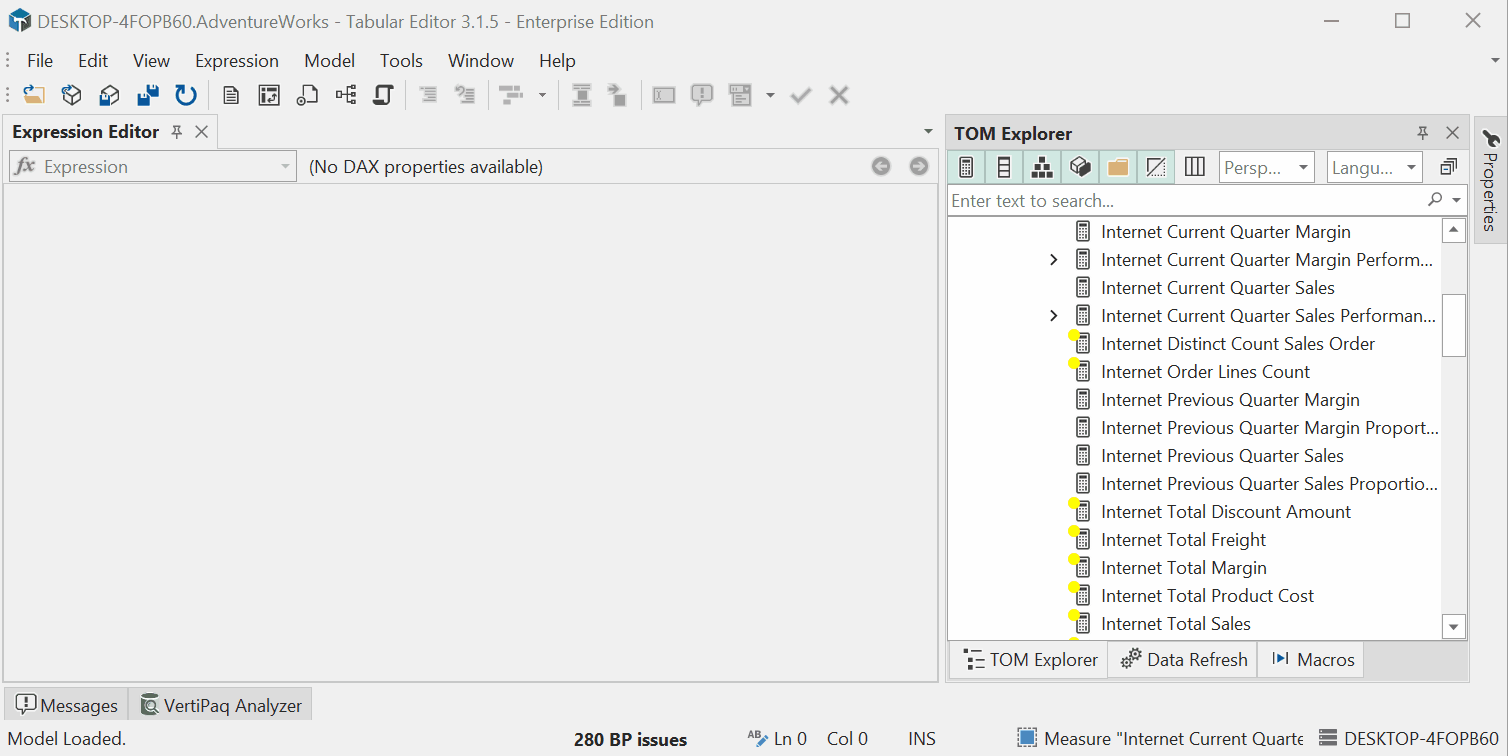 DESKTOP-4FOPB60.AdventureWorks - Tabular Editor 3.1.5 - Enterprise Edition
File Edit View Expression Model Tools Window Help
Expression Editor
Expression (No DAX properties available)
TOM Explorer
Persp... Langu...
Enter text to search...
Internet Current Quarter Margin
Internet Current Quarter Margin Perform...
Internet Current Quarter Sales
Internet Current Quarter Sales Performan...
Internet Distinct Count Sales Order
Internet Order Lines Count
Internet Previous Quarter Margin
Internet Previous Quarter Margin Proport...
Internet Previous Quarter Sales
Internet Previous Quarter Sales Proportio...
Internet Total Discount Amount
Internet Total Freight
Internet Total Margin
Internet Total Product Cost
Internet Total Sales
TOM Explorer Data Refresh Macros
Properties
Messages VertiPaq Analyzer
Model Loaded. 280 BP issues Ln 0 Col 0 INS Measure "Internet Current Quarte DESKTOP-4FOPB60